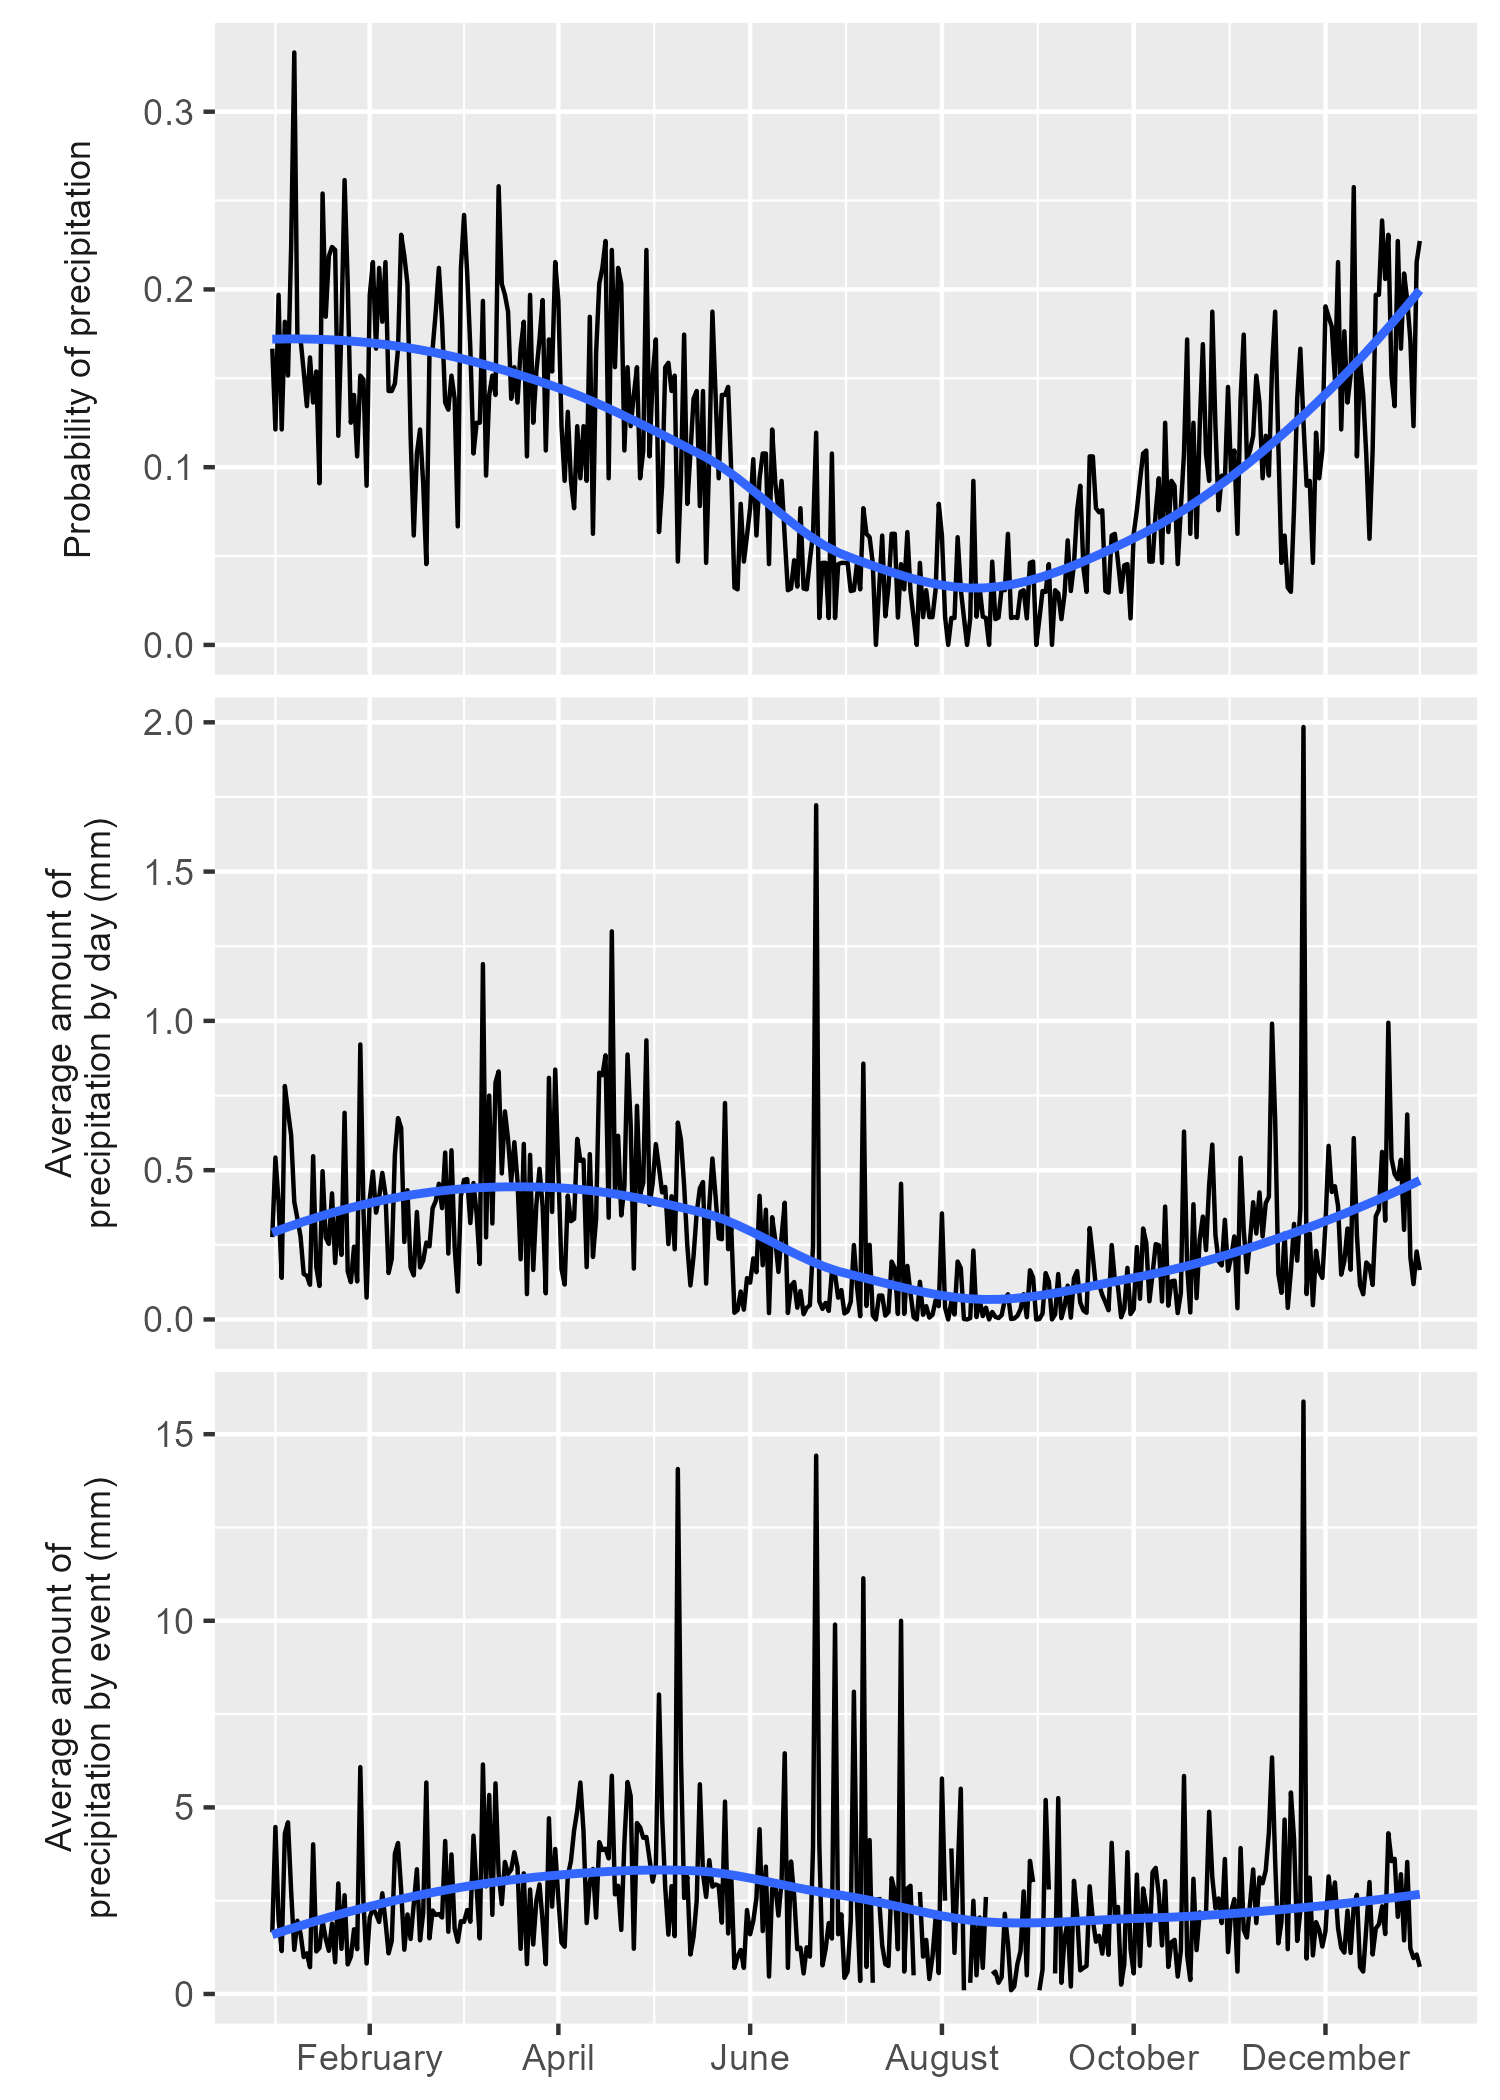 Probability of precipitation
0.3
0.2
0.1
0.0
Average amount of
precipitation by day (mm)
2.0
1.5
1.0
0.5
0.0
Average amount of
precipitation by event (mm)
15
10
5
0
February April June August October December